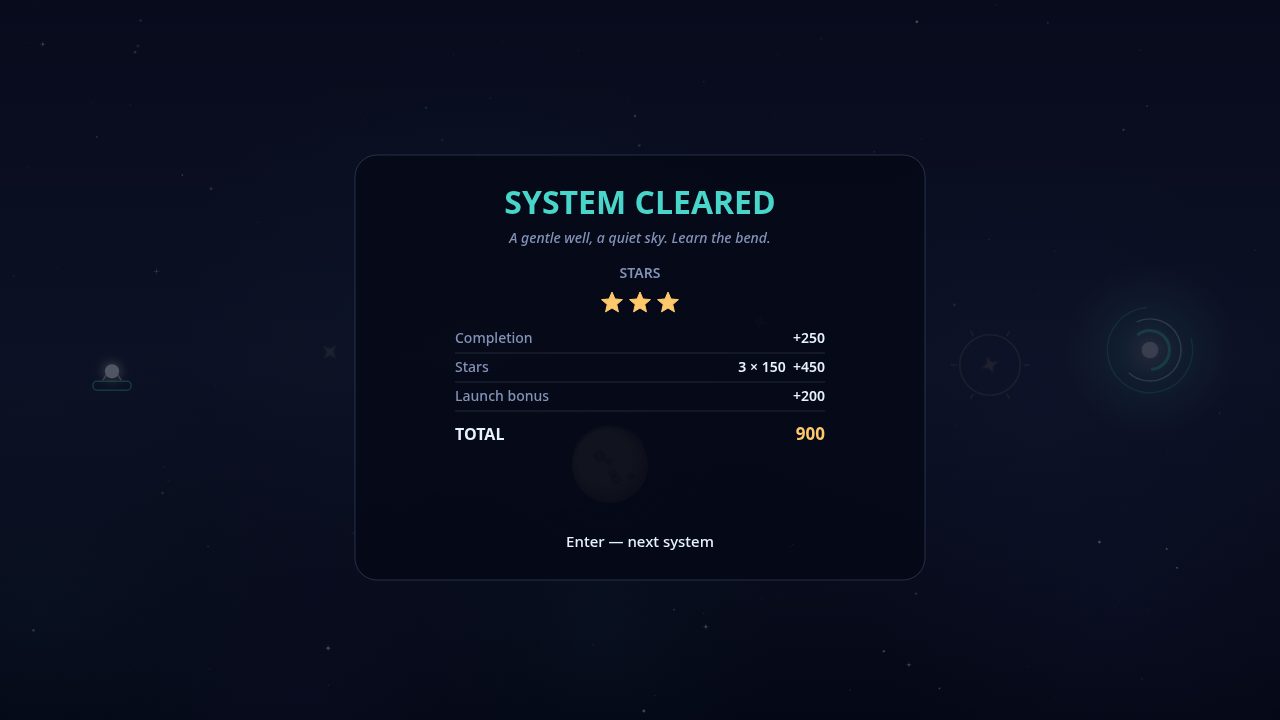 SYSTEM CLEARED
A gentle well, a quiet sky. Learn the bend.
STARS
Completion +250
Stars 3 × 150 +450
Launch bonus +200
TOTAL 900
Enter — next system